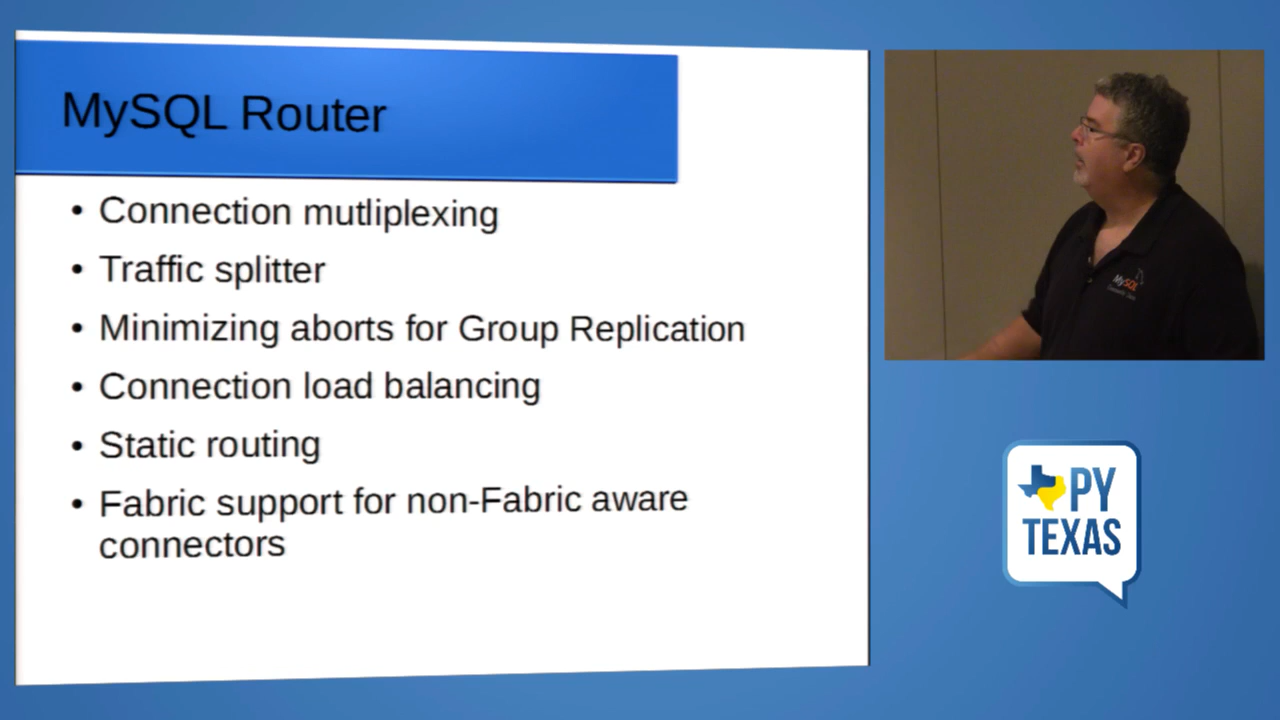 MySQL Router
• Connection mutliplexing
• Traffic splitter
• Minimizing aborts for Group Replication
• Connection load balancing
• Static routing
• Fabric support for non-Fabric aware
connectors
MySQL
PY
TEXAS